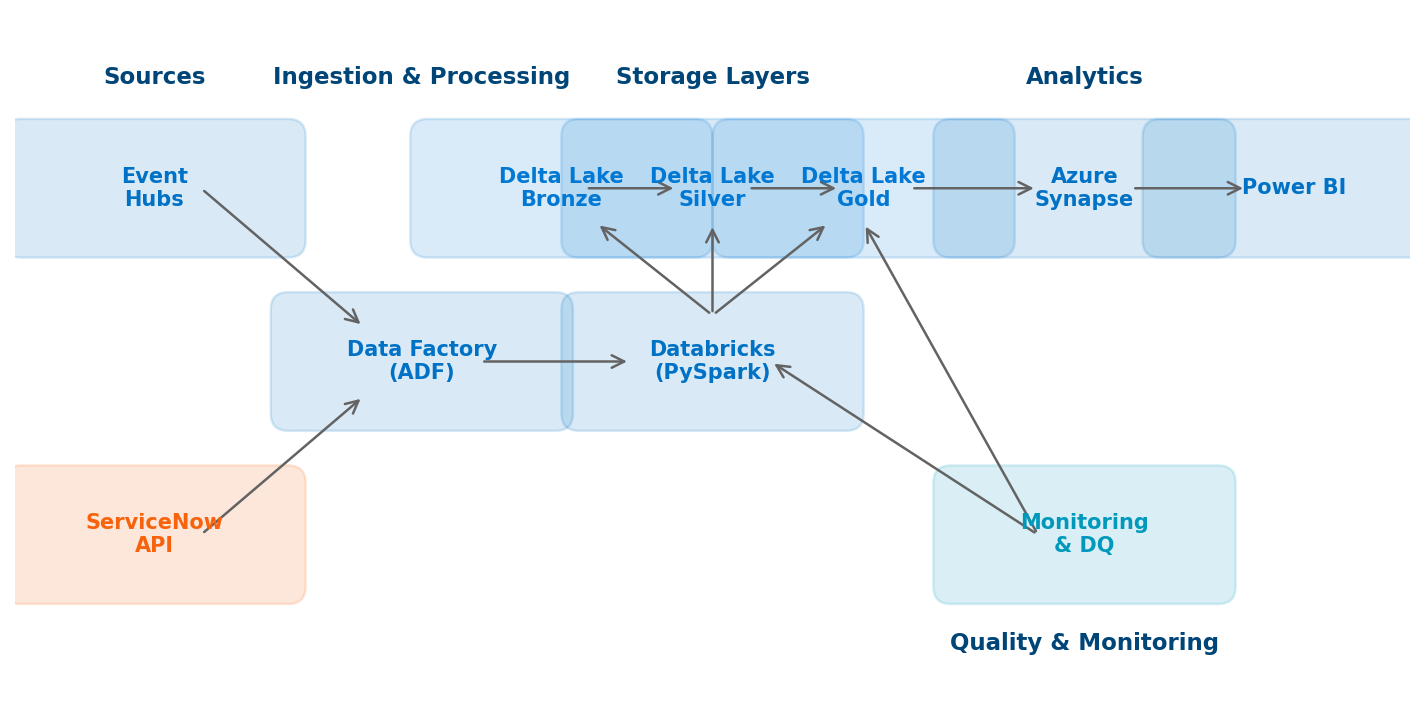 Sources
Ingestion & Processing
Storage Layers
Analytics
Event
Hubs
Delta Lake
Bronze
Delta Lake
Silver
Delta Lake
Gold
Azure
Synapse
Power BI
Data Factory
(ADF)
Databricks
(PySpark)
ServiceNow
API
Monitoring
& DQ
Quality & Monitoring